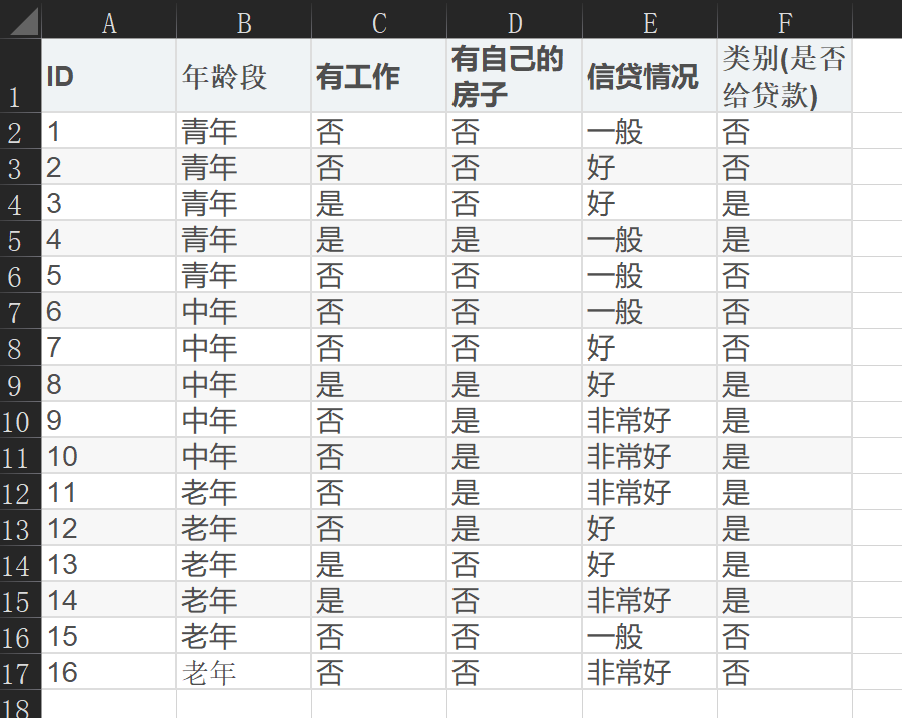 A B C D E F
1 ID 年龄段 有工作 有自己的房子 信贷情况 类别(是否给贷款)
2 1 青年 否 否 一般 否
3 2 青年 否 否 好 否
4 3 青年 是 否 好 是
5 4 青年 是 是 一般 是
6 5 青年 否 否 一般 否
7 6 中年 否 否 一般 否
8 7 中年 否 否 好 否
9 8 中年 是 是 好 是
10 9 中年 否 是 非常好 是
11 10 中年 否 是 非常好 是
12 11 老年 否 是 非常好 是
13 12 老年 否 是 好 是
14 13 老年 是 否 好 是
15 14 老年 是 否 非常好 是
16 15 老年 否 否 一般 否
17 16 老年 否 否 非常好 否
18